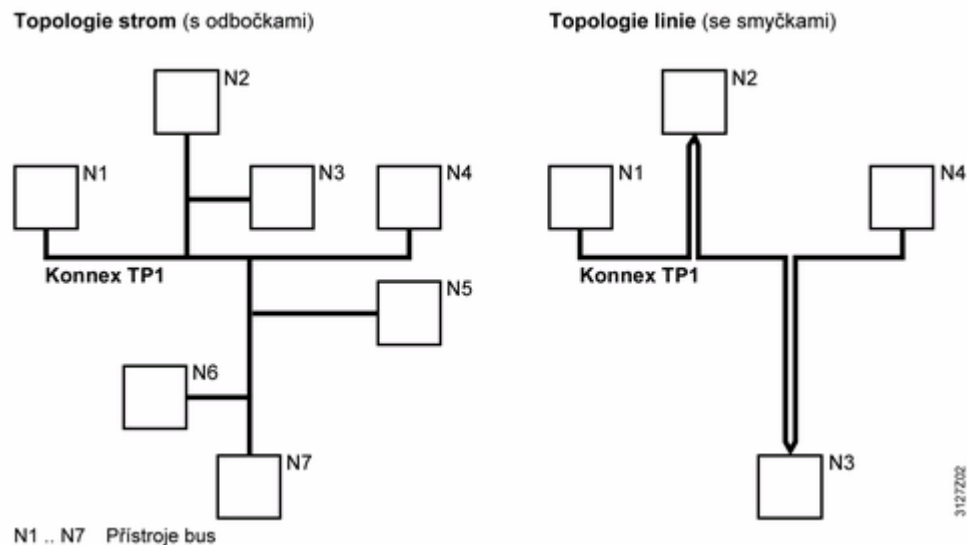 Topologie strom (s odbočkami)
N2
N1
N3
N4
Konnex TP1
N5
N6
N7
N1 .. N7 Přístroje bus
Topologie linie (se smyčkami)
N2
N1
N4
Konnex TP1
N3
3127Z02